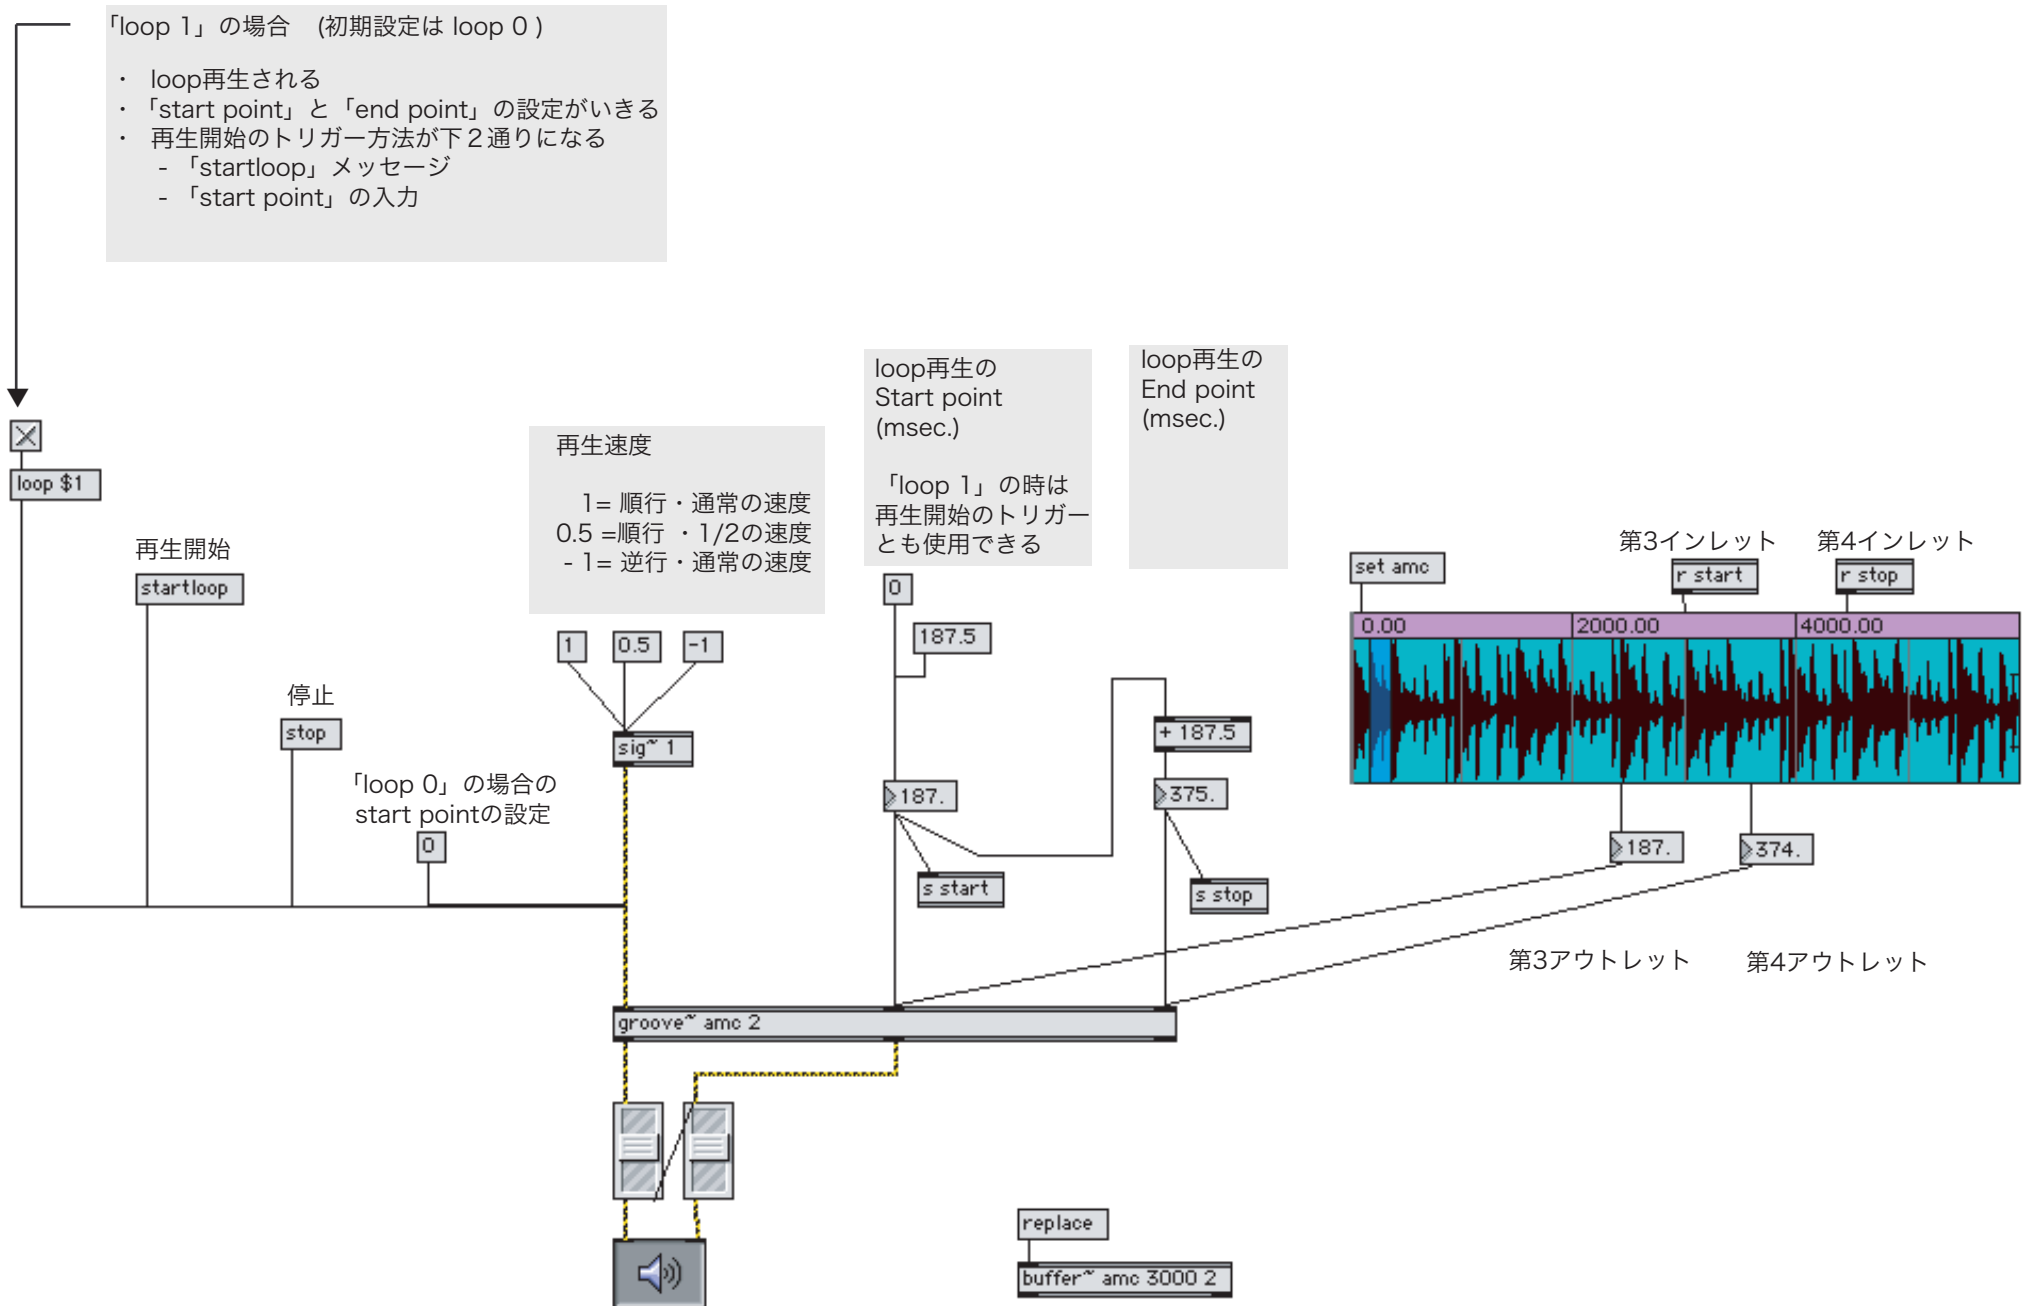 「loop 1」の場合　(初期設定は loop 0 )
・ loop再生される
・「start point」と「end point」の設定がいきる
・ 再生開始のトリガー方法が下２通りになる
- 「startloop」メッセージ
- 「start point」の入力
loop $1
再生開始
startloop
停止
stop
「loop 0」の場合の
start pointの設定
0
再生速度
1= 順行・通常の速度
0.5 =順行 ・1/2の速度
- 1= 逆行・通常の速度
1
0.5
-1
sig~ 1
loop再生の
Start point
(msec.)
「loop 1」の時は
再生開始のトリガー
とも使用できる
0
187.5
187.
s start
loop再生の
End point
(msec.)
+ 187.5
375.
s stop
set amc
第3インレット
r start
第4インレット
r stop
0.00
2000.00
4000.00
187.
374.
第3アウトレット
第4アウトレット
groove~ amc 2
replace
buffer~ amc 3000 2